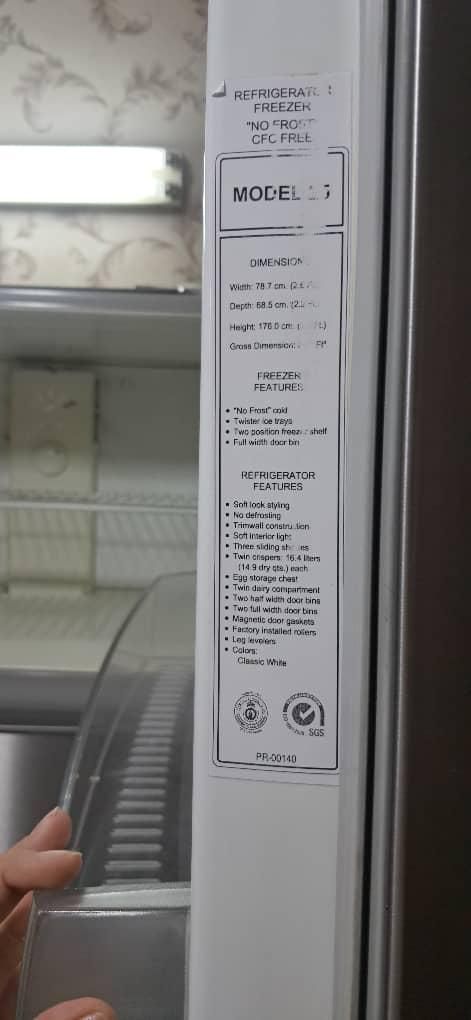 REFRIGERATOR
FREEZER
"NO FROST"
CFC FREE
MODEL
DIMENSION
Width: 78.7 cm.
Depth: 68.5 cm.
Height: 176.0 cm.
Gross Dimension:
FREEZER
FEATURES
• "No Frost" cold
• Twister ice trays
• Two position freezer shelf
• Full width door bin
REFRIGERATOR
FEATURES
• Soft look styling
• No defrosting
• Trimwall construction
• Soft interior light
• Three sliding shelves
• Twin crispers: 16.4 liters
(14.9 dry qts.) each
• Egg storage chest
• Twin dairy compartment
• Two half width door bins
• Two full width door bins
• Magnetic door gaskets
• Factory installed rollers
• Leg levelers
• Colors:
Classic White
SGS
PR-00140